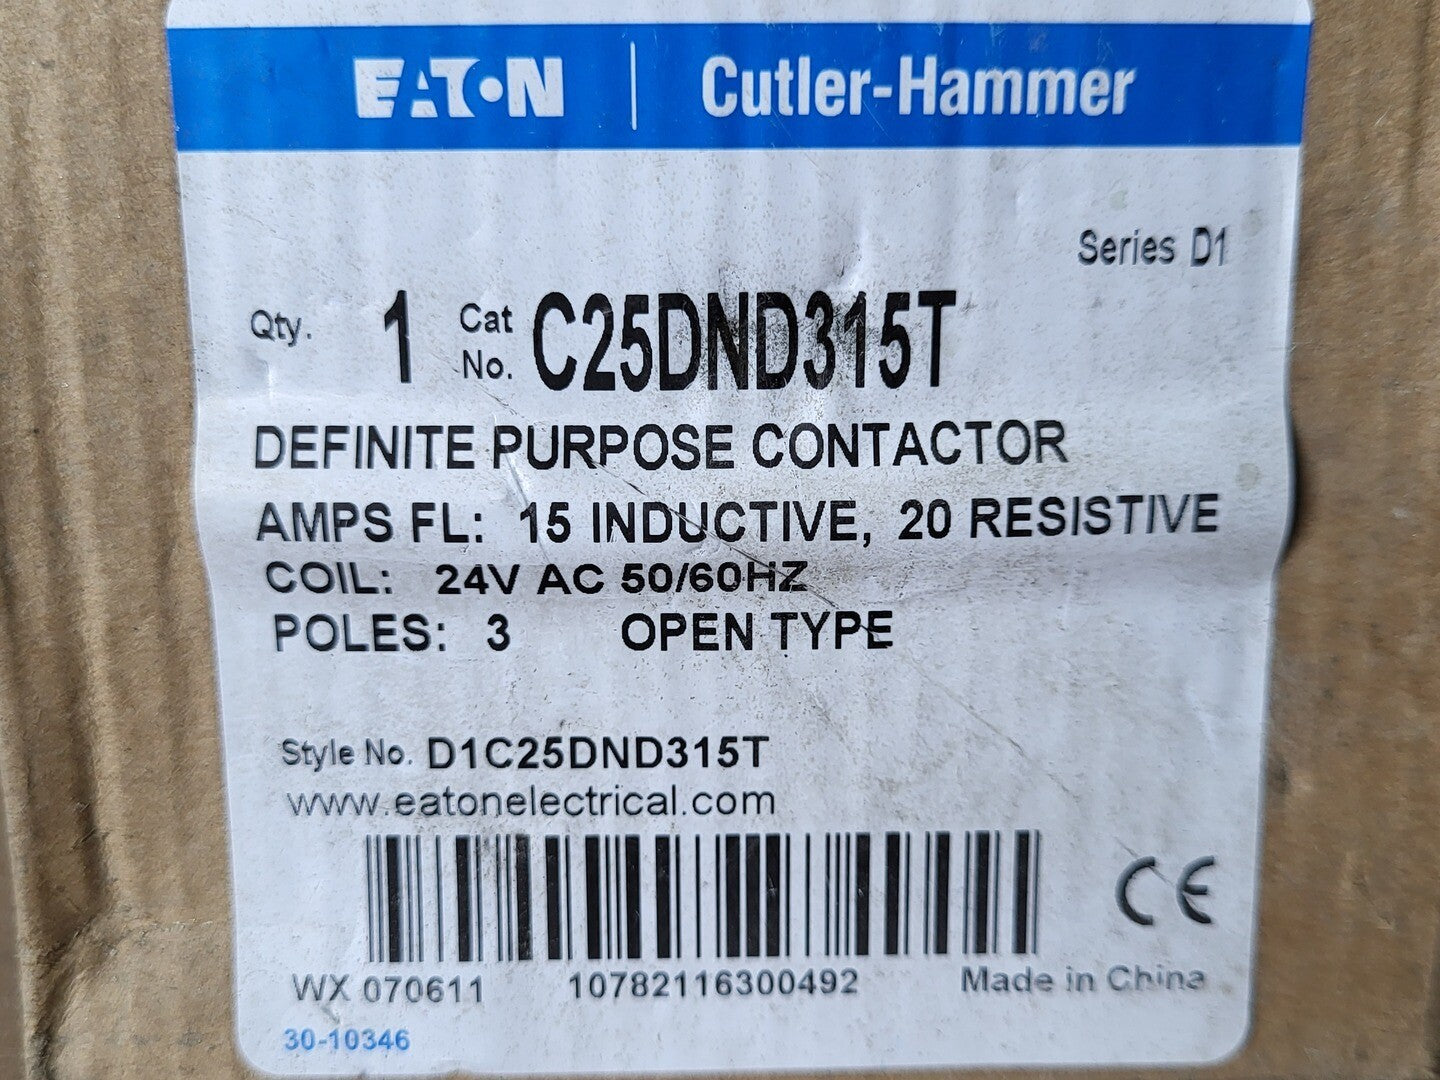 EATON | Cutler-Hammer
Series D1
Qty. 1 Cat No. C25DND315T
DEFINITE PURPOSE CONTACTOR
AMPS FL: 15 INDUCTIVE, 20 RESISTIVE
COIL: 24V AC 50/60HZ
POLES: 3 OPEN TYPE
Style No. D1C25DND315T
www.eatonelectrical.com
CE
WX 070611 10782116300492 Made in China
30-10346